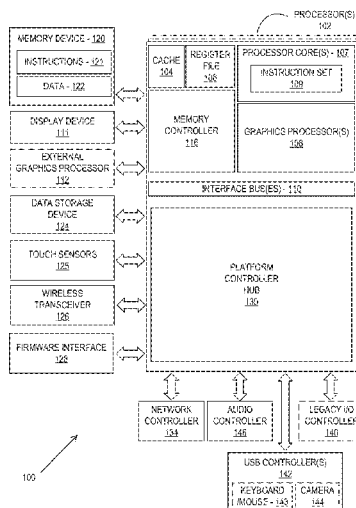 PROCESSOR(S)
102
MEMORY DEVICE - 120
INSTRUCTIONS - 121
DATA - 122
CACHE
104
REGISTER
FILE
106
PROCESSOR CORE(S) - 107
INSTRUCTION SET
109
MEMORY
CONTROLLER
116
GRAPHICS PROCESSOR(S)
108
DISPLAY DEVICE
111
EXTERNAL
GRAPHICS PROCESSOR
112
INTERFACE BUS(ES) - 110
DATA STORAGE
DEVICE
124
TOUCH SENSORS
125
WIRELESS
TRANSCEIVER
126
FIRMWARE INTERFACE
128
PLATFORM
CONTROLLER
HUB
130
NETWORK
CONTROLLER
134
AUDIO
CONTROLLER
146
LEGACY I/O
CONTROLLER
140
100
USB CONTROLLER(S)
142
KEYBOARD
/MOUSE - 143
CAMERA
144